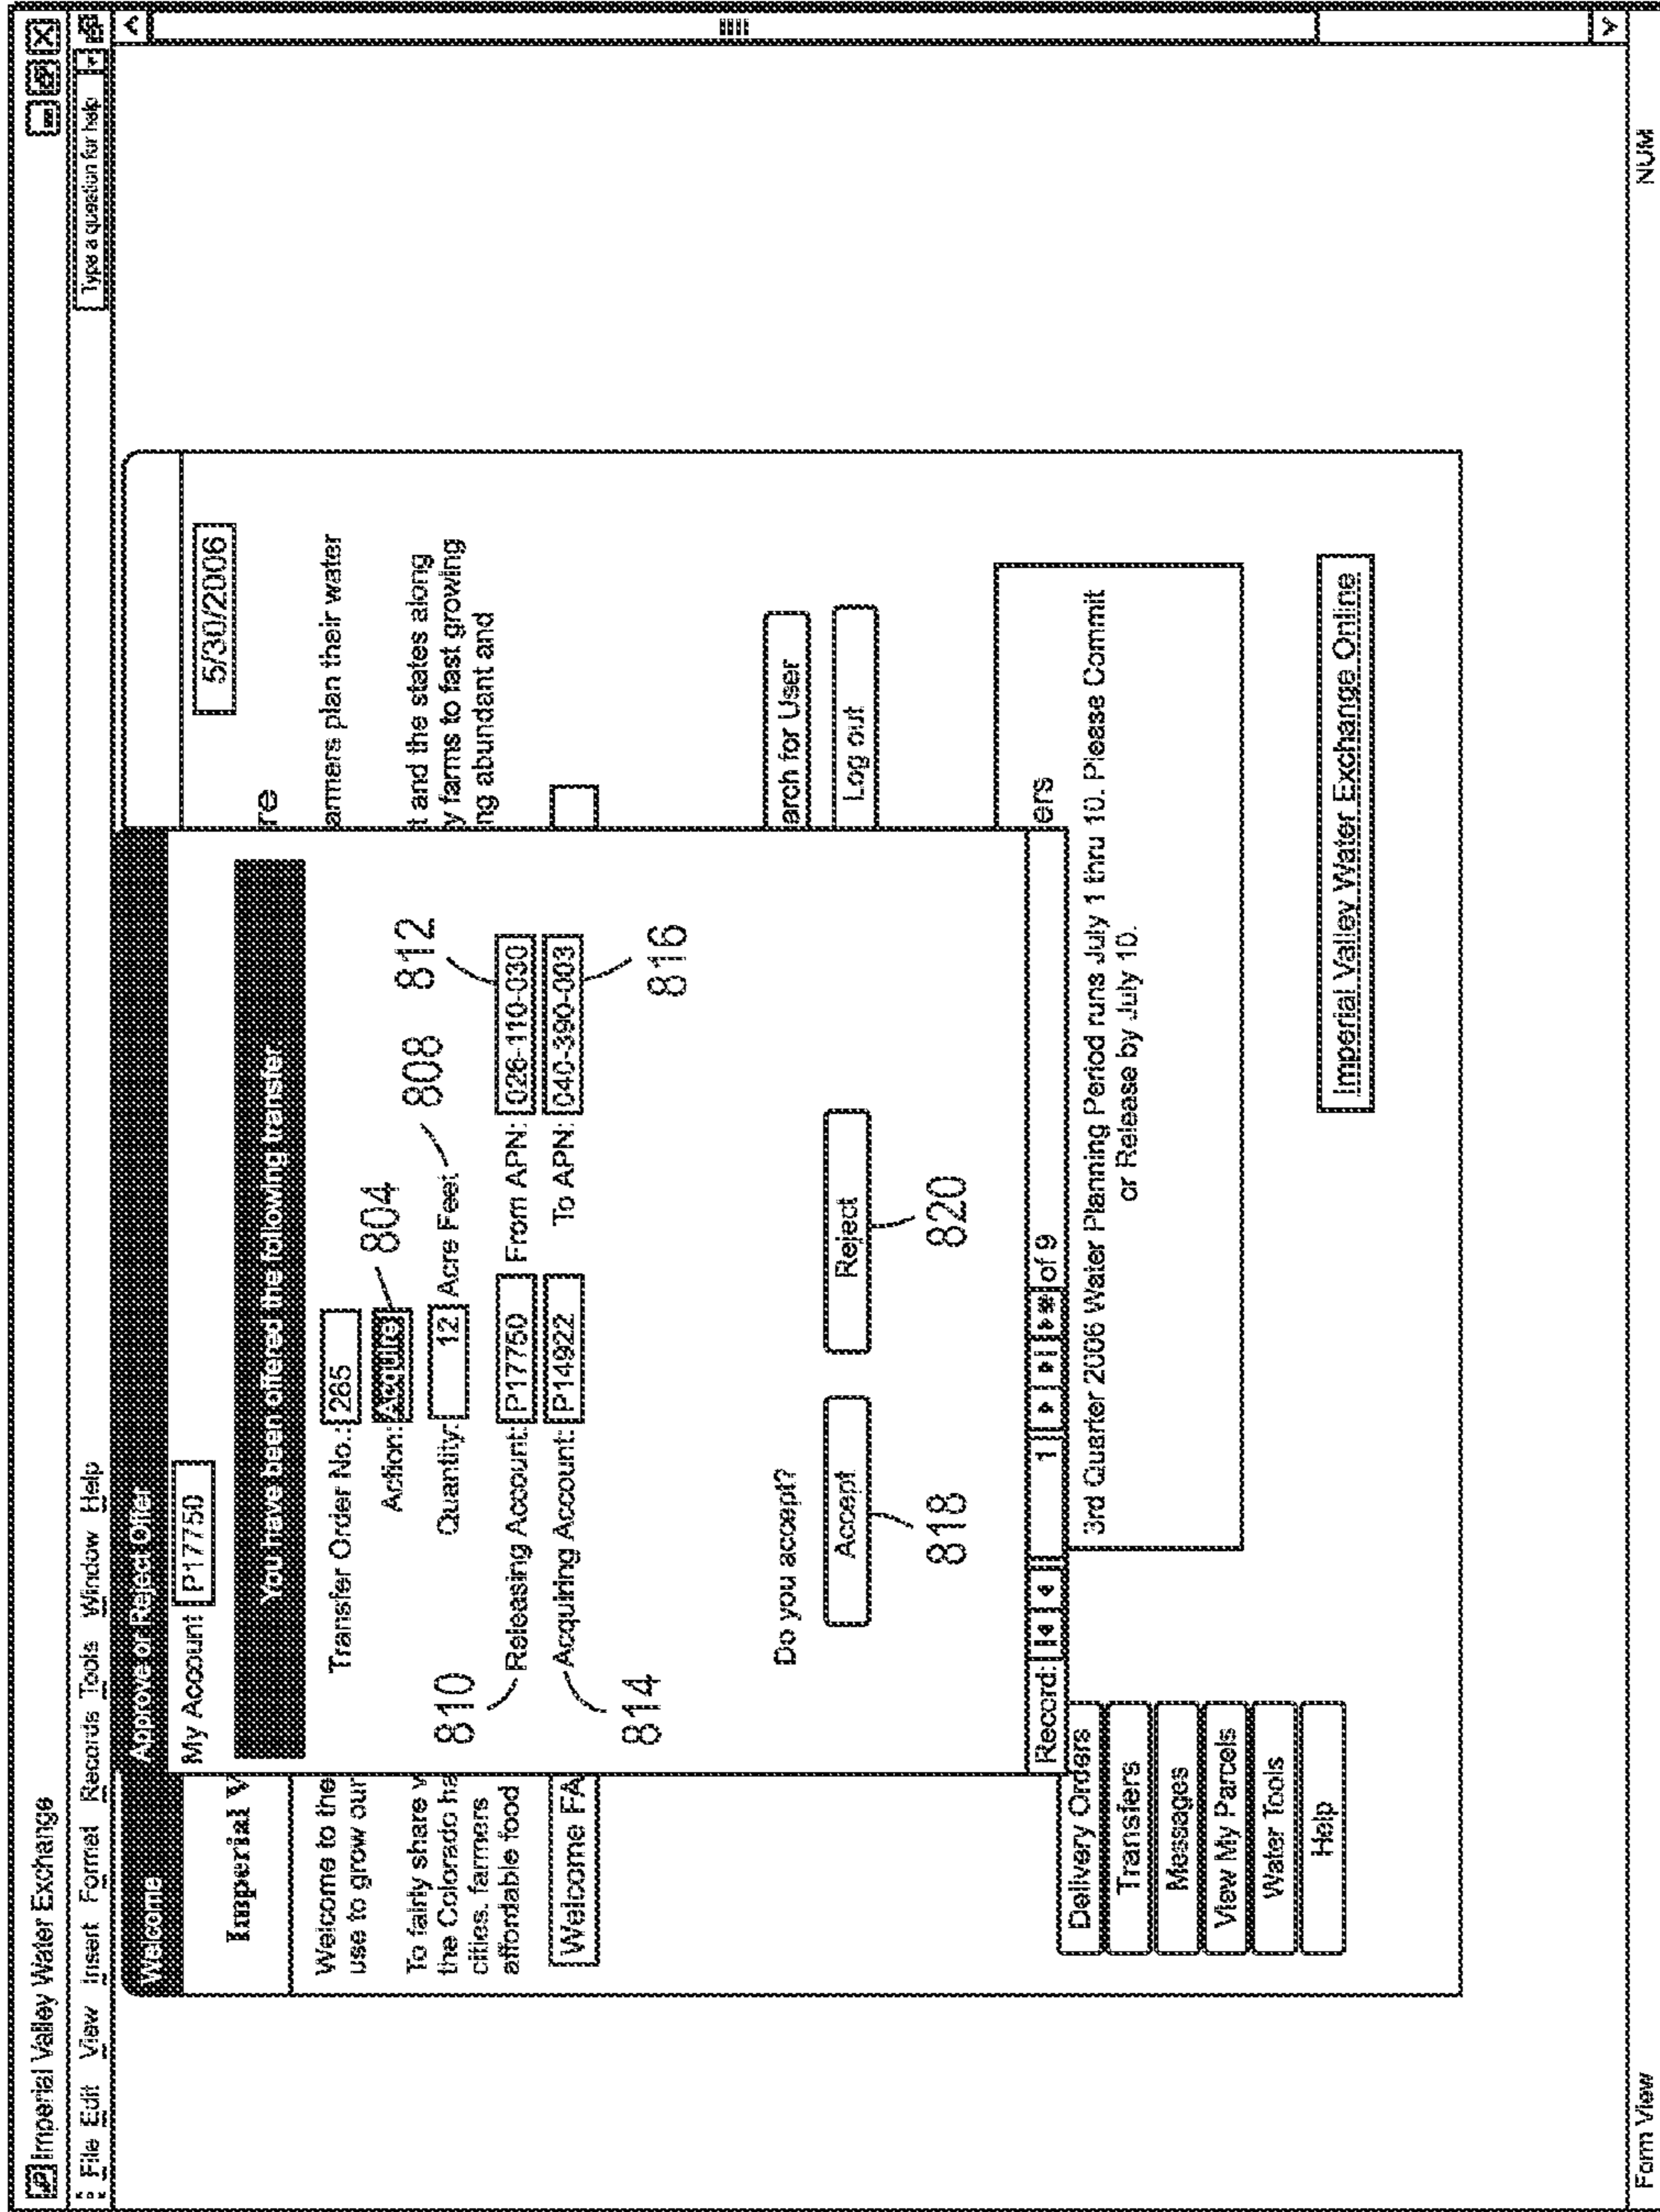 Imperial Valley Water Exchange
File Edit View Insert Format Records Tools Window Help
Type a question for help
Welcome
Approve or Reject Offer
Imperial V
re
5/30/2006
Welcome to the
armers plan their water
use to grow our
To fairly share v
t and the states along
the Colorado ha
y farms to fast growing
cities. farmers
ng abundant and
affordable food
Welcome FA
My Account P17750
You have been offered the following transfer
Transfer Order No.: 265
Action: Acquire 804
Quantity: 12 Acre Feet 808
810 Releasing Account: P17750 From APN: 026-110-030 812
814 Acquiring Account: P14922 To APN: 040-390-003 816
Do you accept?
Accept Reject
818 820
arch for User
Log out
Record: 1 of 9
ers
Delivery Orders
Transfers
Messages
View My Parcels
Water Tools
Help
3rd Quarter 2006 Water Planning Period runs July 1 thru 10. Please Commit
or Release by July 10.
Imperial Valley Water Exchange Online
Form View
NUM